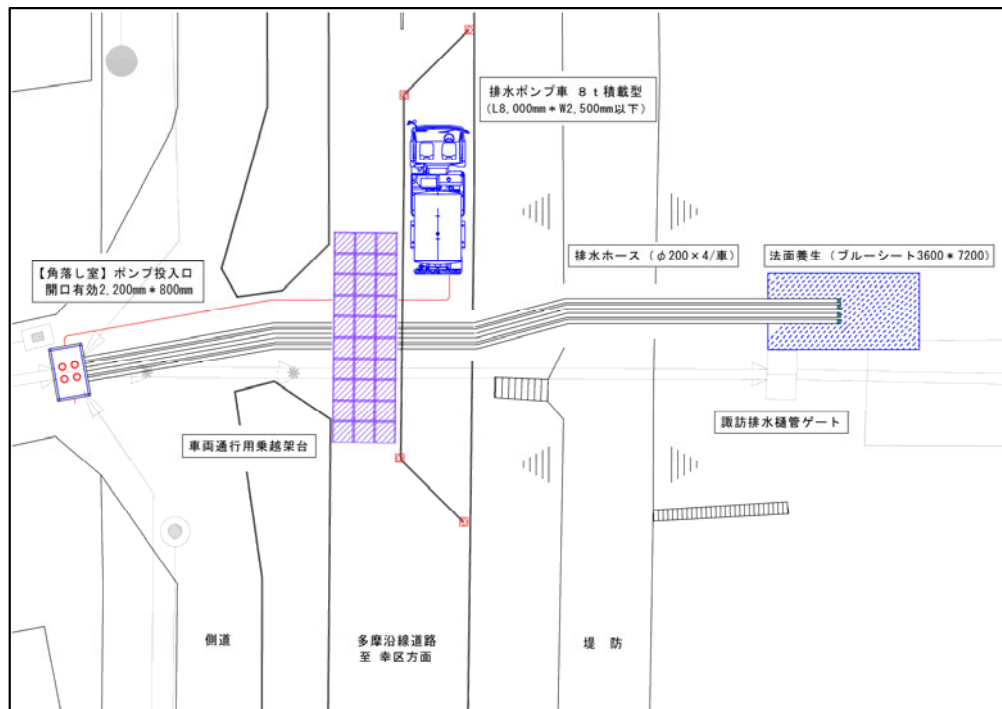 排水ポンプ車 8t積載型
(L8,000mm*W2,500mm以下)
排水ホース(φ200×4/車)
法面養生(ブルーシート3600*7200)
【角落し室】ポンプ投入口
開口有効2,200mm*800mm
車両通行用乗越架台
諏訪排水樋管ゲート
側道
多摩沿線道路
至 幸区方面
堤 防